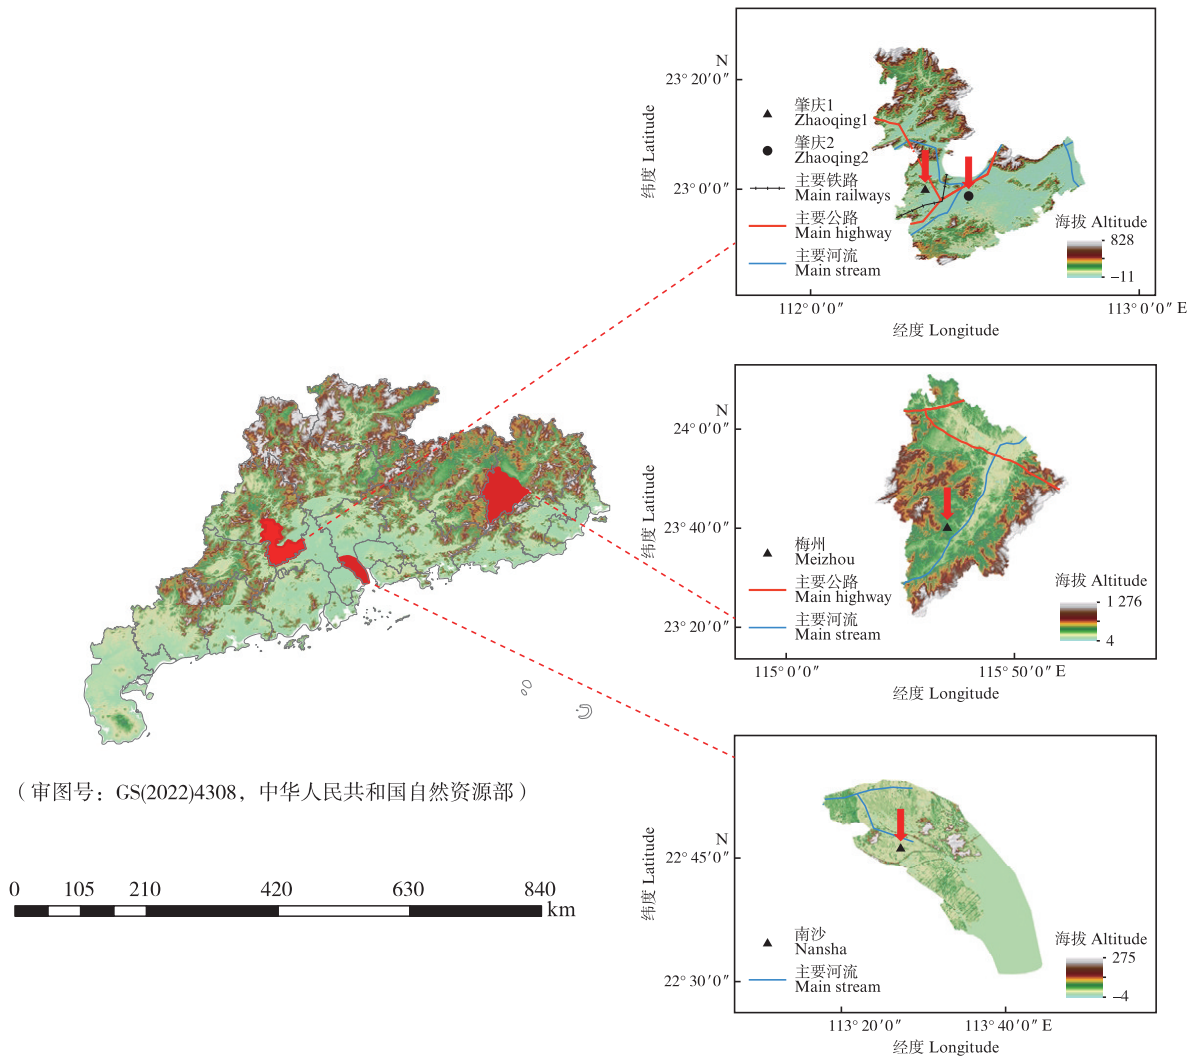 N
23°20′0″
23°0′0″
纬度 Latitude
肇庆1
Zhaoqing1
肇庆2
Zhaoqing2
主要铁路
Main railways
主要公路
Main highway
主要河流
Main stream
海拔 Altitude
828
−11
112°0′0″
113°0′0″ E
经度 Longitude
N
24°0′0″
23°40′0″
23°20′0″
纬度 Latitude
梅州
Meizhou
主要公路
Main highway
主要河流
Main stream
海拔 Altitude
1 276
4
115°0′0″
115°50′0″ E
经度 Longitude
N
22°45′0″
22°30′0″
纬度 Latitude
南沙
Nansha
主要河流
Main stream
海拔 Altitude
275
−4
113°20′0″
113°40′0″ E
经度 Longitude
（审图号：GS(2022)4308，中华人民共和国自然资源部）
0 105 210 420 630 840
km